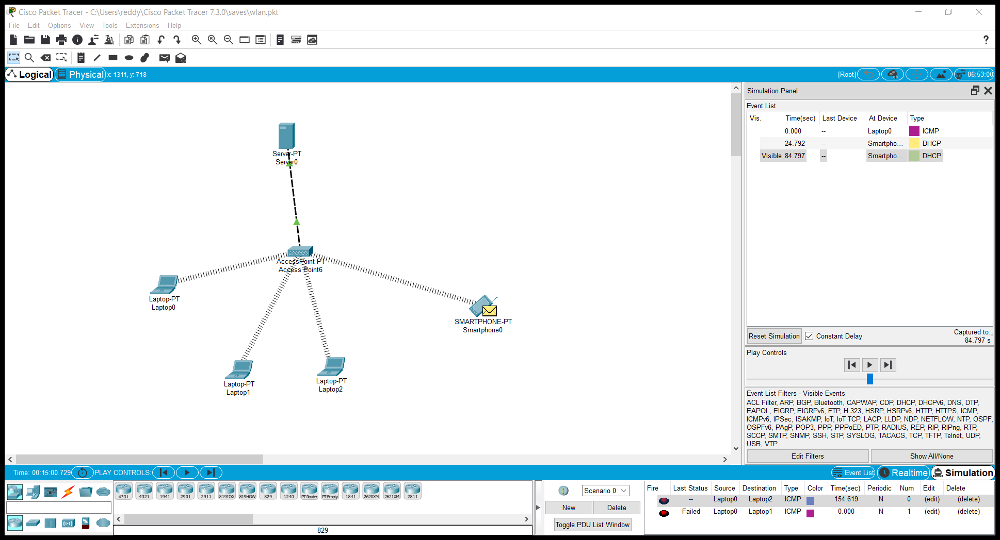 Cisco Packet Tracer - C:\Users\reddy\Cisco Packet Tracer 7.3.0\saves\wlan.pkt
File Edit Options View Tools Extensions Help
?
Logical Physical x: 1311, y: 718 [Root] 06:53:00
Server-PT
Server0
AccessPoint-PT
Access Point6
Laptop-PT
Laptop0
SMARTPHONE-PT
Smartphone0
Laptop-PT
Laptop1
Laptop-PT
Laptop2
Simulation Panel
Event List
Vis. Time(sec) Last Device At Device Type
0.000 -- Laptop0 ICMP
24.792 -- Smartpho... DHCP
Visible 84.797 -- Smartpho... DHCP
Reset Simulation Constant Delay Captured to:
84.797 s
Play Controls
Event List Filters - Visible Events
ACL Filter, ARP, BGP, Bluetooth, CAPWAP, CDP, DHCP, DHCPv6, DNS, DTP,
EAPOL, EIGRP, EIGRPv6, FTP, H.323, HSRP, HSRPv6, HTTP, HTTPS, ICMP,
ICMPv6, IPSec, ISAKMP, IoT, IoT TCP, LACP, LLDP, NDP, NETFLOW, NTP, OSPF,
OSPFv6, PAgP, POP3, PPP, PPPoED, PTP, RADIUS, REP, RIP, RIPng, RTP,
SCCP, SMTP, SNMP, SSH, STP, SYSLOG, TACACS, TCP, TFTP, Telnet, UDP,
USB, VTP
Edit Filters Show All/None
Time: 00:15:00.729 PLAY CONTROLS: Event List Realtime Simulation
4331 4321 1941 2901 2911 819IOX 819HGW 829 1240 PT-Router PT-Empty 1841 2620XM 2621XM 2811
829
Scenario 0
New Delete
Toggle PDU List Window
Fire Last Status Source Destination Type Color Time(sec) Periodic Num Edit Delete
-- Laptop0 Laptop2 ICMP 154.619 N 0 (edit) (delete)
Failed Laptop0 Laptop1 ICMP 0.000 N 1 (edit) (delete)